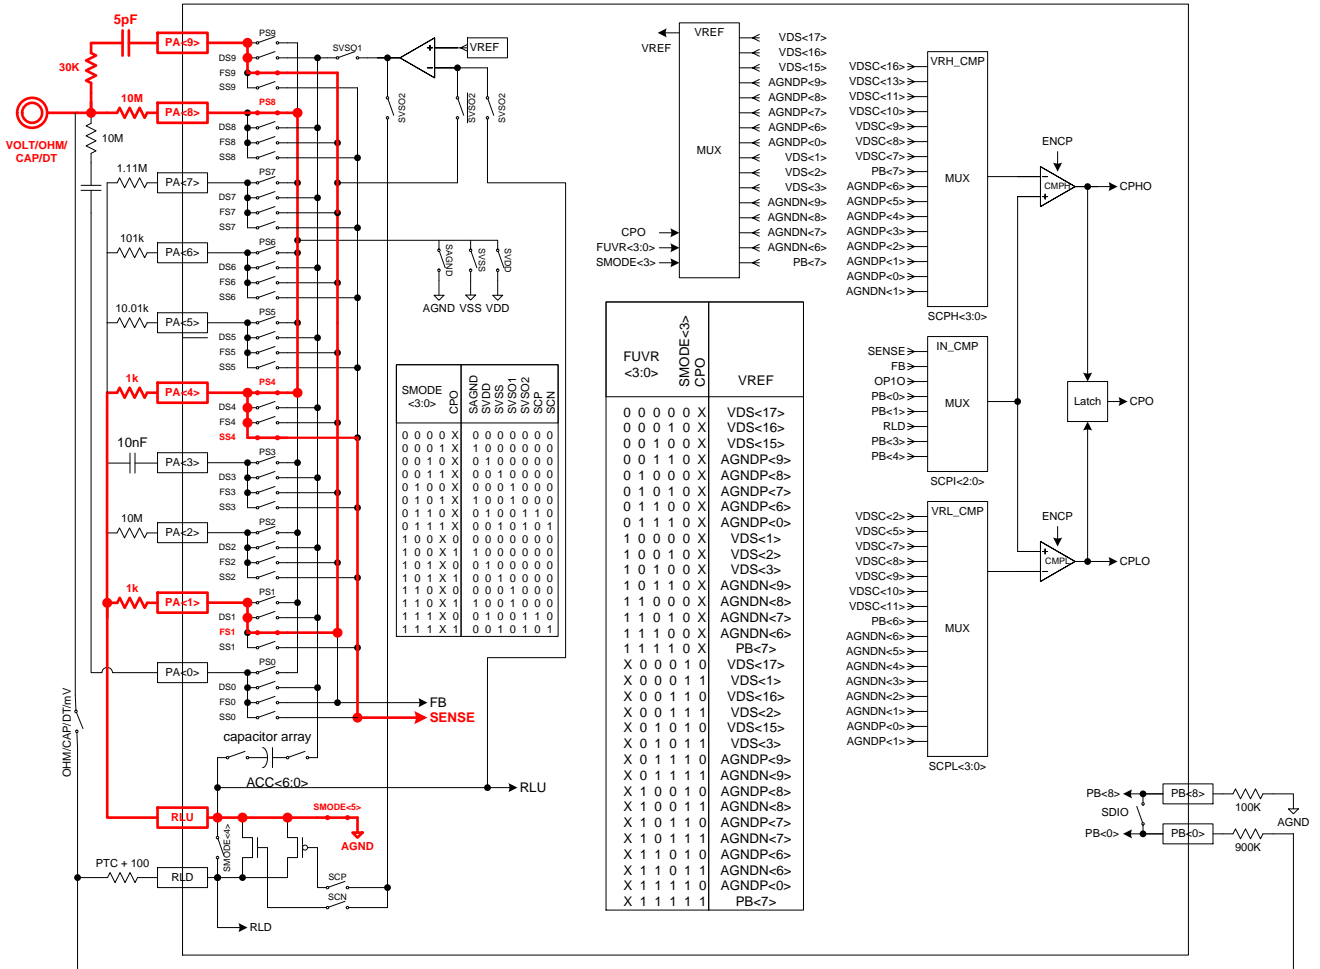 5pF
PA<9>
30K
10M
PA<8>
VOLT/OHM/
CAP/DT
10M
1.11M
PA<7>
101k
PA<6>
10.01k
PA<5>
1k
PA<4>
10nF
PA<3>
10M
PA<2>
1k
PA<1>
PA<0>
OHM/CAP/DT/mV
RLU
PTC + 100
RLD
PS9
DS9
FS9
SS9
PS8
DS8
FS8
SS8
PS7
DS7
FS7
SS7
PS6
DS6
FS6
SS6
PS5
DS5
FS5
SS5
PS4
DS4
FS4
SS4
PS3
DS3
FS3
SS3
PS2
DS2
FS2
SS2
PS1
DS1
FS1
SS1
PS0
DS0
FS0
SS0
SVSO1
VREF
SVSO2
SVSO2
SVSO2
SAGND
SVSS
SVDD
AGND VSS VDD
FB
SENSE
capacitor array
ACC<6:0>
RLU
SMODE<5>
AGND
SMODE<4>
SCP
SCN
RLD
SMODE
<3:0>
CPO
SAGND
SVDD
SVSS
SVSO1
SVSO2
SCP
SCN
0 0 0 0 X 0 0 0 0 0 0 0
0 0 0 1 X 1 0 0 0 0 0 0
0 0 1 0 X 0 1 0 0 0 0 0
0 0 1 1 X 0 0 1 0 0 0 0
0 1 0 0 X 0 0 0 1 0 0 0
0 1 0 1 X 1 0 0 1 0 0 0
0 1 1 0 X 0 1 0 0 1 1 0
0 1 1 1 X 0 0 1 0 1 0 1
1 0 0 X 0 0 0 0 0 0 0 0
1 0 0 X 1 1 0 0 0 0 0 0
1 0 1 X 0 0 1 0 0 0 0 0
1 0 1 X 1 0 0 1 0 0 0 0
1 1 0 X 0 0 0 0 1 0 0 0
1 1 0 X 1 1 0 0 1 0 0 0
1 1 1 X 0 0 1 0 0 1 1 0
1 1 1 X 1 0 0 1 0 1 0 1
VREF
VREF
MUX
VDS<17>
VDS<16>
VDS<15>
AGNDP<9>
AGNDP<8>
AGNDP<7>
AGNDP<6>
AGNDP<0>
VDS<1>
VDS<2>
VDS<3>
AGNDN<9>
AGNDN<8>
AGNDN<7>
AGNDN<6>
PB<7>
CPO
FUVR<3:0>
SMODE<3>
FUVR
<3:0>
SMODE<3>
CPO
VREF
0 0 0 0 0 X VDS<17>
0 0 0 1 0 X VDS<16>
0 0 1 0 0 X VDS<15>
0 0 1 1 0 X AGNDP<9>
0 1 0 0 0 X AGNDP<8>
0 1 0 1 0 X AGNDP<7>
0 1 1 0 0 X AGNDP<6>
0 1 1 1 0 X AGNDP<0>
1 0 0 0 0 X VDS<1>
1 0 0 1 0 X VDS<2>
1 0 1 0 0 X VDS<3>
1 0 1 1 0 X AGNDN<9>
1 1 0 0 0 X AGNDN<8>
1 1 0 1 0 X AGNDN<7>
1 1 1 0 0 X AGNDN<6>
1 1 1 1 0 X PB<7>
X 0 0 0 1 0 VDS<17>
X 0 0 0 1 1 VDS<1>
X 0 0 1 1 0 VDS<16>
X 0 0 1 1 1 VDS<2>
X 0 1 0 1 0 VDS<15>
X 0 1 0 1 1 VDS<3>
X 0 1 1 1 0 AGNDP<9>
X 0 1 1 1 1 AGNDN<9>
X 1 0 0 1 0 AGNDP<8>
X 1 0 0 1 1 AGNDN<8>
X 1 0 1 1 0 AGNDP<7>
X 1 0 1 1 1 AGNDN<7>
X 1 1 0 1 0 AGNDP<6>
X 1 1 0 1 1 AGNDN<6>
X 1 1 1 1 0 AGNDP<0>
X 1 1 1 1 1 PB<7>
VRH_CMP
MUX
VDSC<16>
VDSC<13>
VDSC<11>
VDSC<10>
VDSC<9>
VDSC<8>
VDSC<7>
PB<7>
AGNDP<6>
AGNDP<5>
AGNDP<4>
AGNDP<3>
AGNDP<2>
AGNDP<1>
AGNDP<0>
AGNDN<1>
SCPH<3:0>
IN_CMP
MUX
SENSE
FB
OP1O
PB<0>
PB<1>
RLD
PB<3>
PB<4>
SCPI<2:0>
VRL_CMP
MUX
VDSC<2>
VDSC<5>
VDSC<7>
VDSC<8>
VDSC<9>
VDSC<10>
VDSC<11>
PB<6>
AGNDN<6>
AGNDN<5>
AGNDN<4>
AGNDN<3>
AGNDN<2>
AGNDN<1>
AGNDP<0>
AGNDP<1>
SCPL<3:0>
ENCP
CMPH
CPHO
Latch
CPO
ENCP
CMPL
CPLO
PB<8>
PB<8>
100K
AGND
SDIO
PB<0>
PB<0>
900K